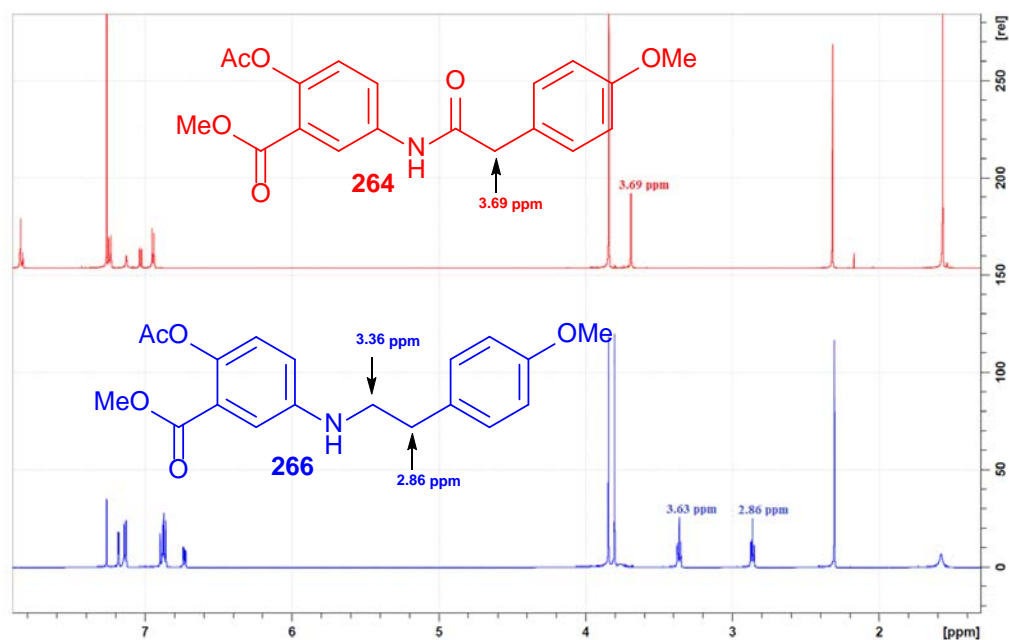 [rel]
AcO
O
OMe
MeO
O
N
H
264
3.69 ppm
3.69 ppm
250
200
150
AcO
3.36 ppm
OMe
MeO
O
N
H
266
2.86 ppm
3.63 ppm
2.86 ppm
100
50
0
7
6
5
4
3
2
[ppm]